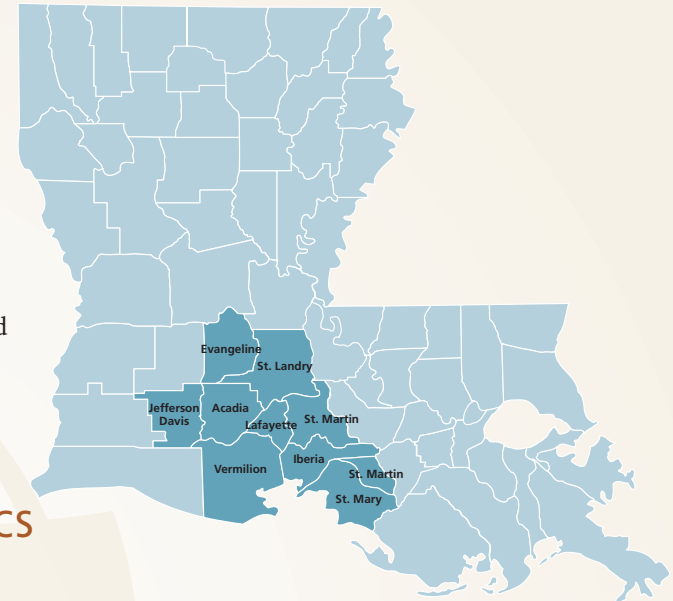 d
Evangeline
St. Landry
Jefferson
Davis
Acadia
Lafayette
St. Martin
Vermilion
Iberia
St. Martin
St. Mary
cs